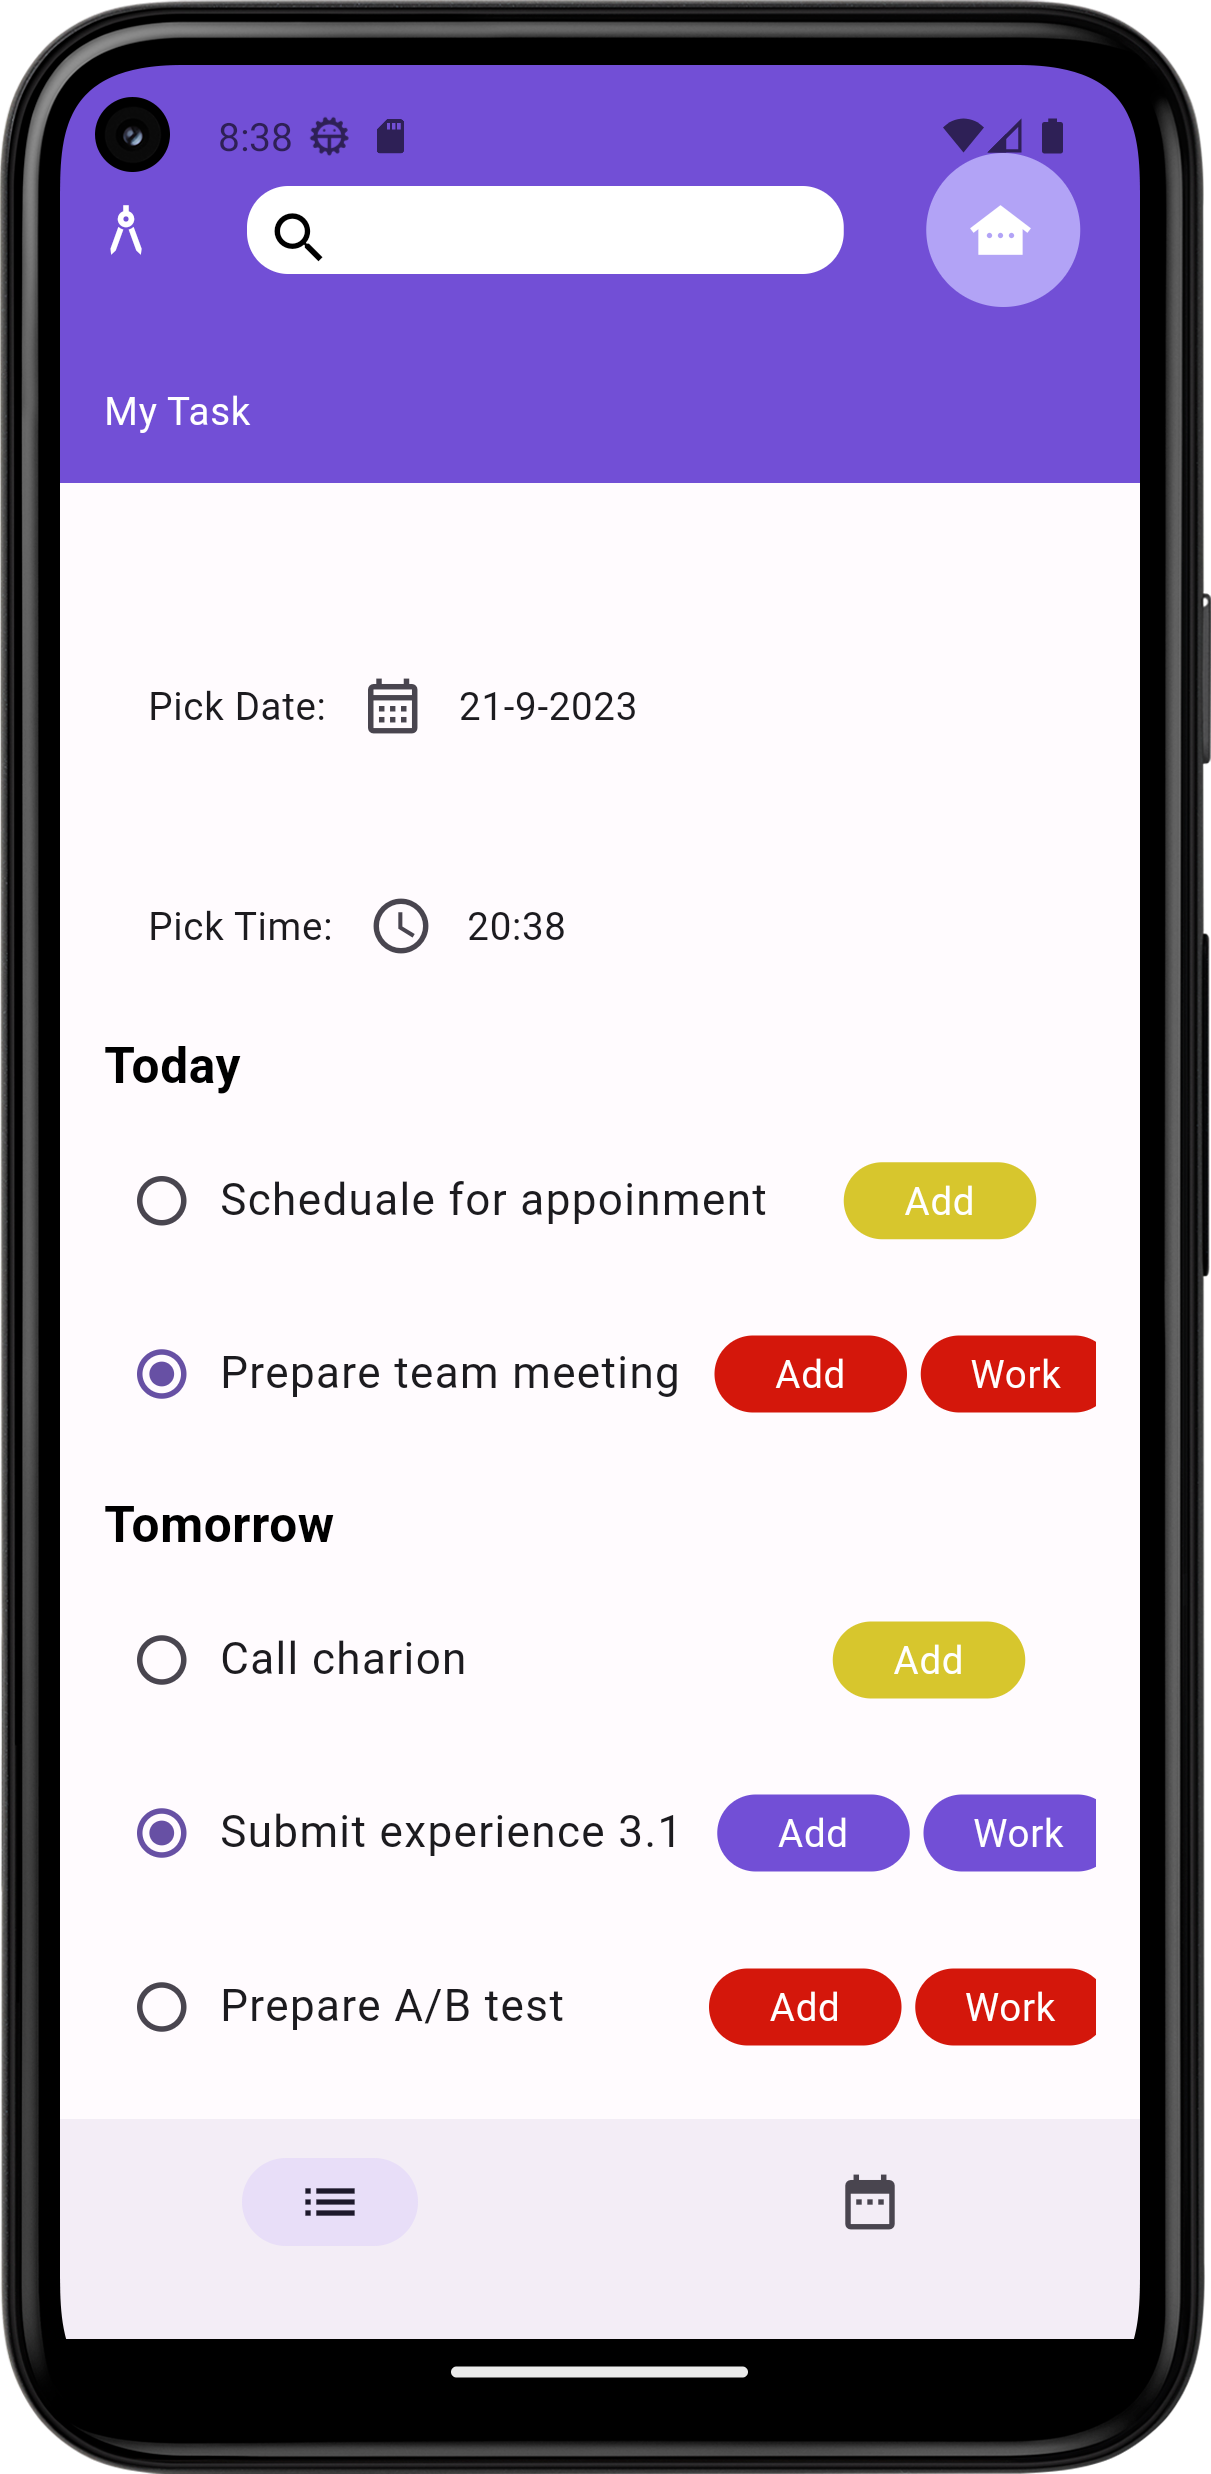 8:38
My Task
Pick Date: 21-9-2023
Pick Time: 20:38
Today
Scheduale for appoinment Add
Prepare team meeting Add Work
Tomorrow
Call charion Add
Submit experience 3.1 Add Work
Prepare A/B test Add Work